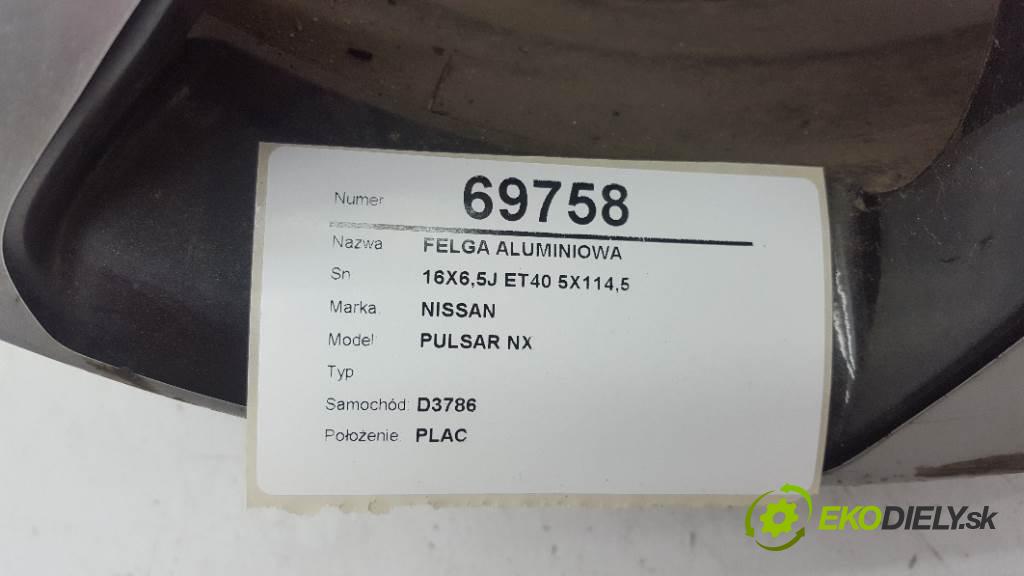 Numer 69758
Nazwa FELGA ALUMINIOWA
Sn 16X6,5J ET40 5X114,5
Marka NISSAN
Model PULSAR NX
Typ
Samochód: D3786
Położenie: PLAC
EKODIELY.sk